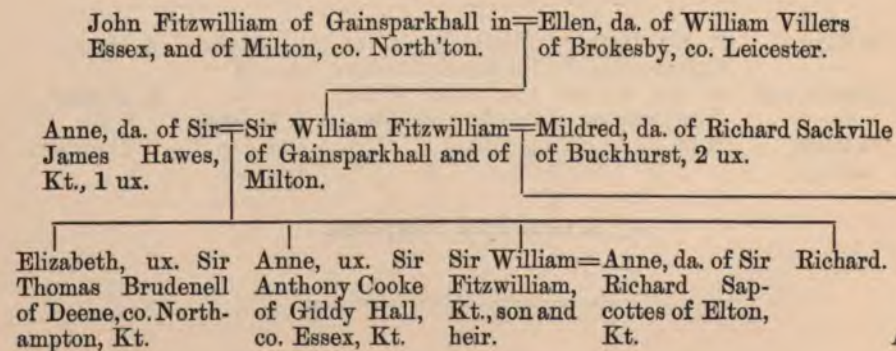 John Fitzwilliam of Gainsparkhall in=Ellen, da. of William Villers
Essex, and of Milton, co. North'ton. of Brokesby, co. Leicester.
Anne, da. of Sir=Sir William Fitzwilliam=Mildred, da. of Richard Sackville
James Hawes, of Gainsparkhall and of of Buckhurst, 2 ux.
Kt., 1 ux. Milton.
Elizabeth, ux. Sir Anne, ux. Sir Sir William=Anne, da. of Sir Richard.
Thomas Brudenell Anthony Cooke Fitzwilliam, Richard Sap-
of Deene, co. North- of Giddy Hall, Kt., son and cottes of Elton,
ampton, Kt. co. Essex, Kt. heir. Kt.